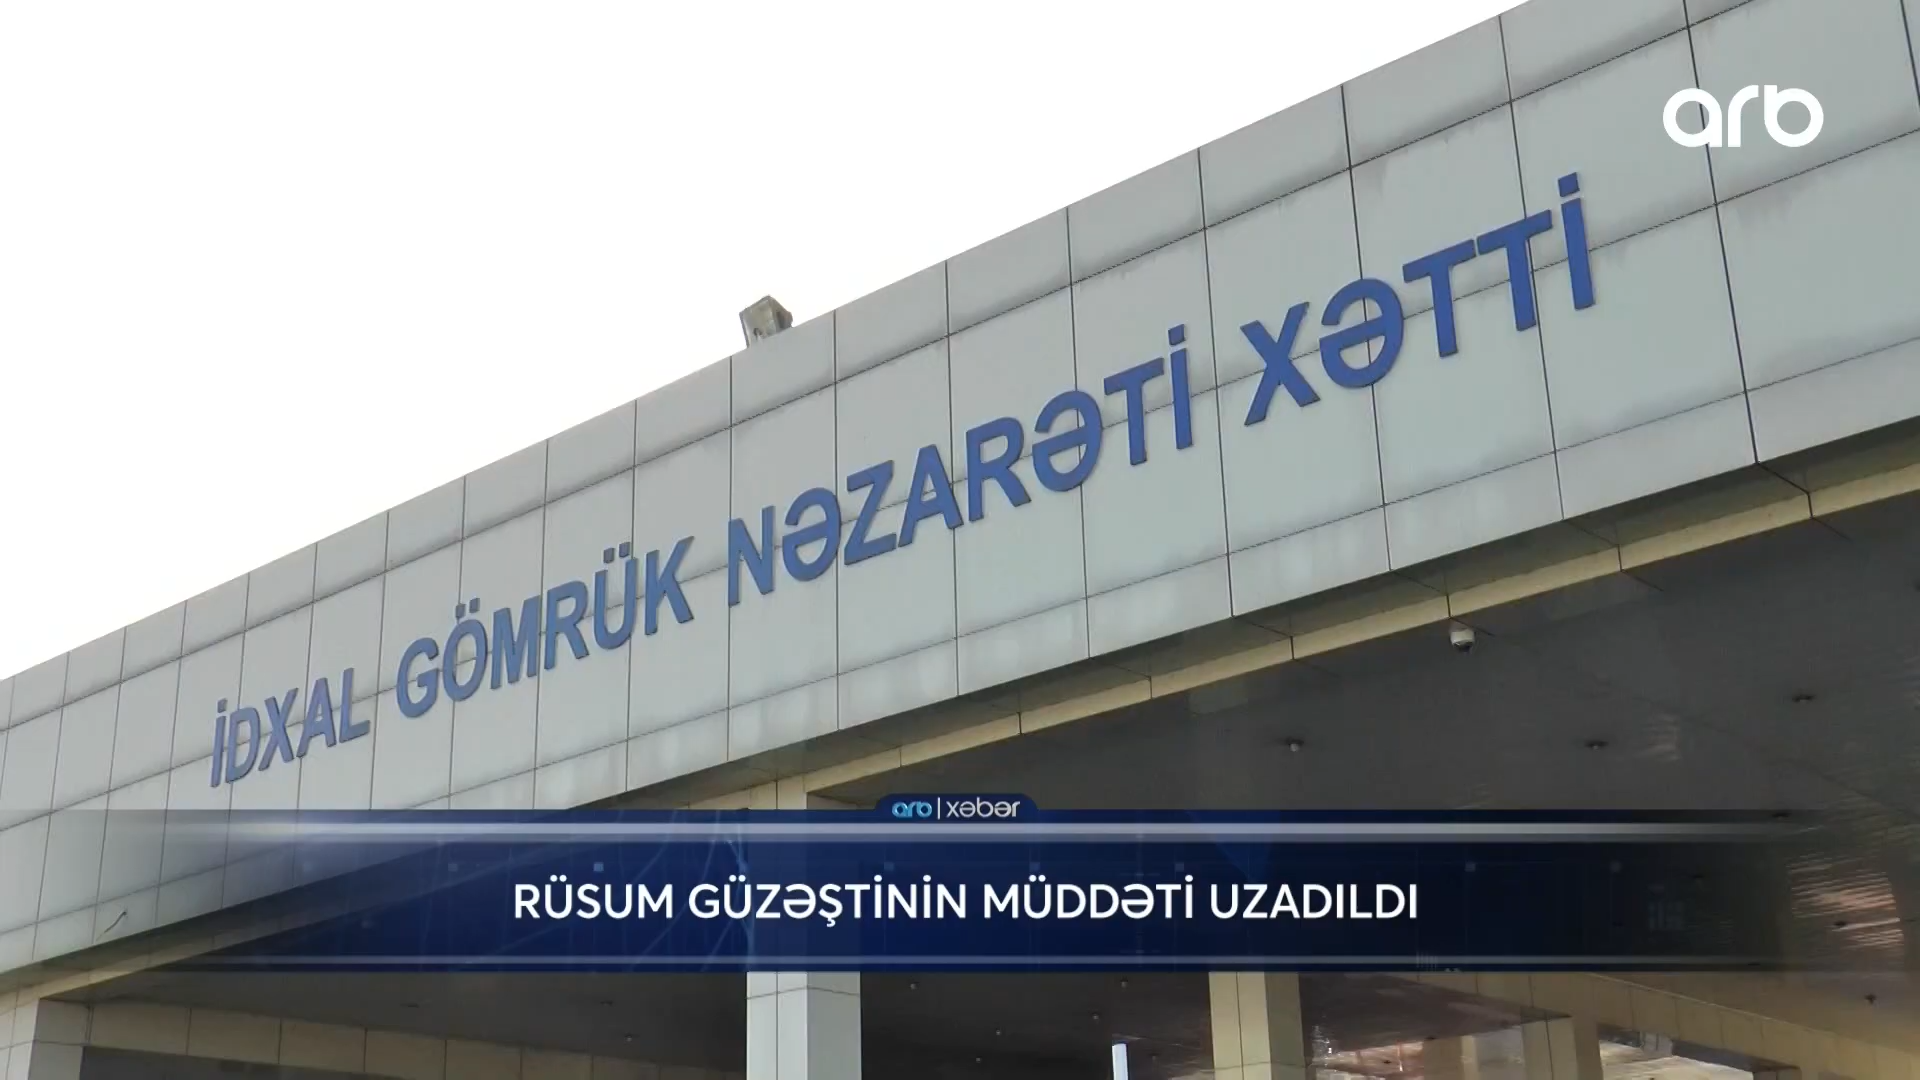 arb
İDXAL GÖMRÜK NƏZARƏTİ XƏTTİ
arb | xəbər
RÜSUM GÜZƏŞTİNİN MÜDDƏTİ UZADILDI